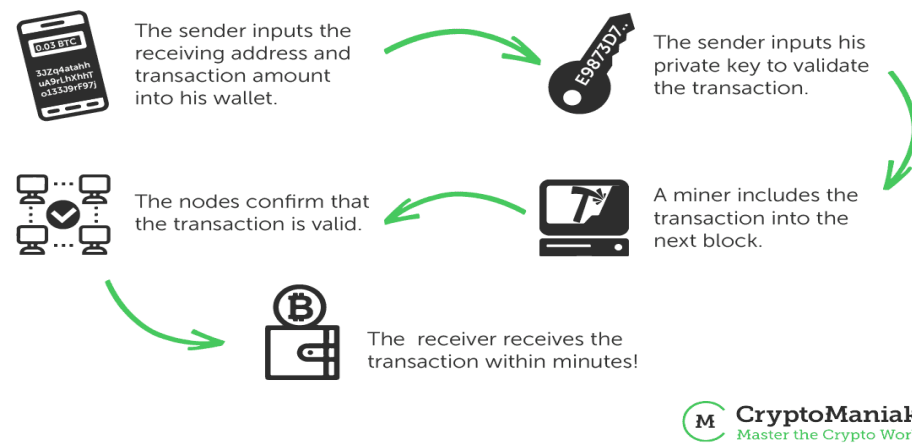 0.03 BTC
3JZq4atahh
uA9rLhXhhT
o133J9rF97j
The sender inputs the
receiving address and
transaction amount
into his wallet.
E9873D7..
The sender inputs his
private key to validate
the transaction.
The nodes confirm that
the transaction is valid.
A miner includes the
transaction into the
next block.
The receiver receives the
transaction within minutes!
M
CryptoManiak
Master the Crypto Wor